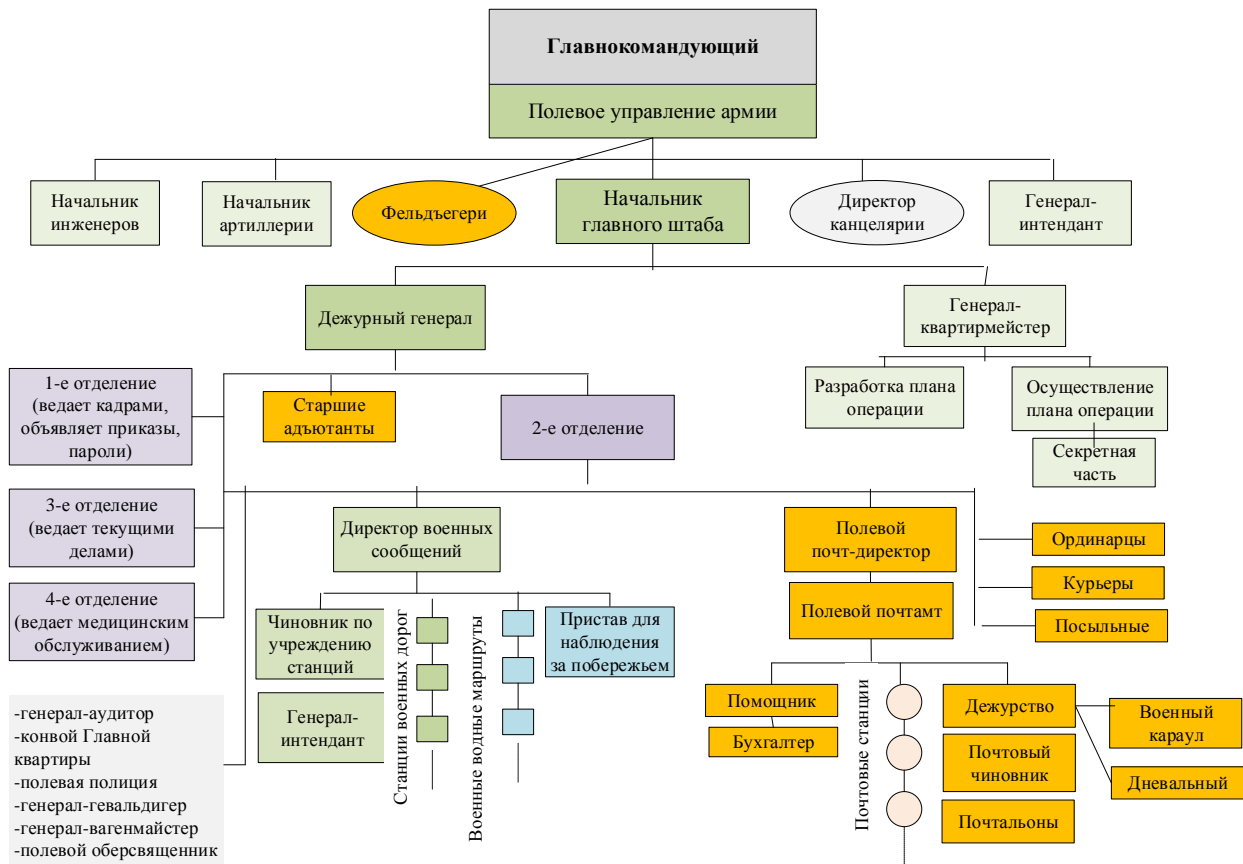 Главнокомандующий
Полевое управление армии
Начальник
инженеров
Начальник
артиллерии
Фельдъегери
Начальник
главного штаба
Директор
канцелярии
Генерал-
интендант
Дежурный генерал
Генерал-
квартирмейстер
1-е отделение
(ведает кадрами,
объявляет приказы,
пароли)
Старшие
адъютанты
2-е отделение
Разработка плана
операции
Осуществление
плана операции
Секретная
часть
3-е отделение
(ведает текущими
делами)
Директор военных
сообщений
Полевой
почт-директор
Ординарцы
Курьеры
Посыльные
4-е отделение
(ведает медицинским
обслуживанием)
Чиновник по
учреждению
станций
Генерал-
интендант
Станции военных дорог
Военные водные маршруты
Пристав для
наблюдения
за побережьем
Полевой почтамт
Помощник
Бухгалтер
Почтовые станции
Дежурство
Почтовый
чиновник
Почтальоны
Военный
караул
Дневальный
-генерал-аудитор
-конвой Главной
квартиры
-полевая полиция
-генерал-гевальдигер
-генерал-вагенмайстер
-полевой оберсвященник